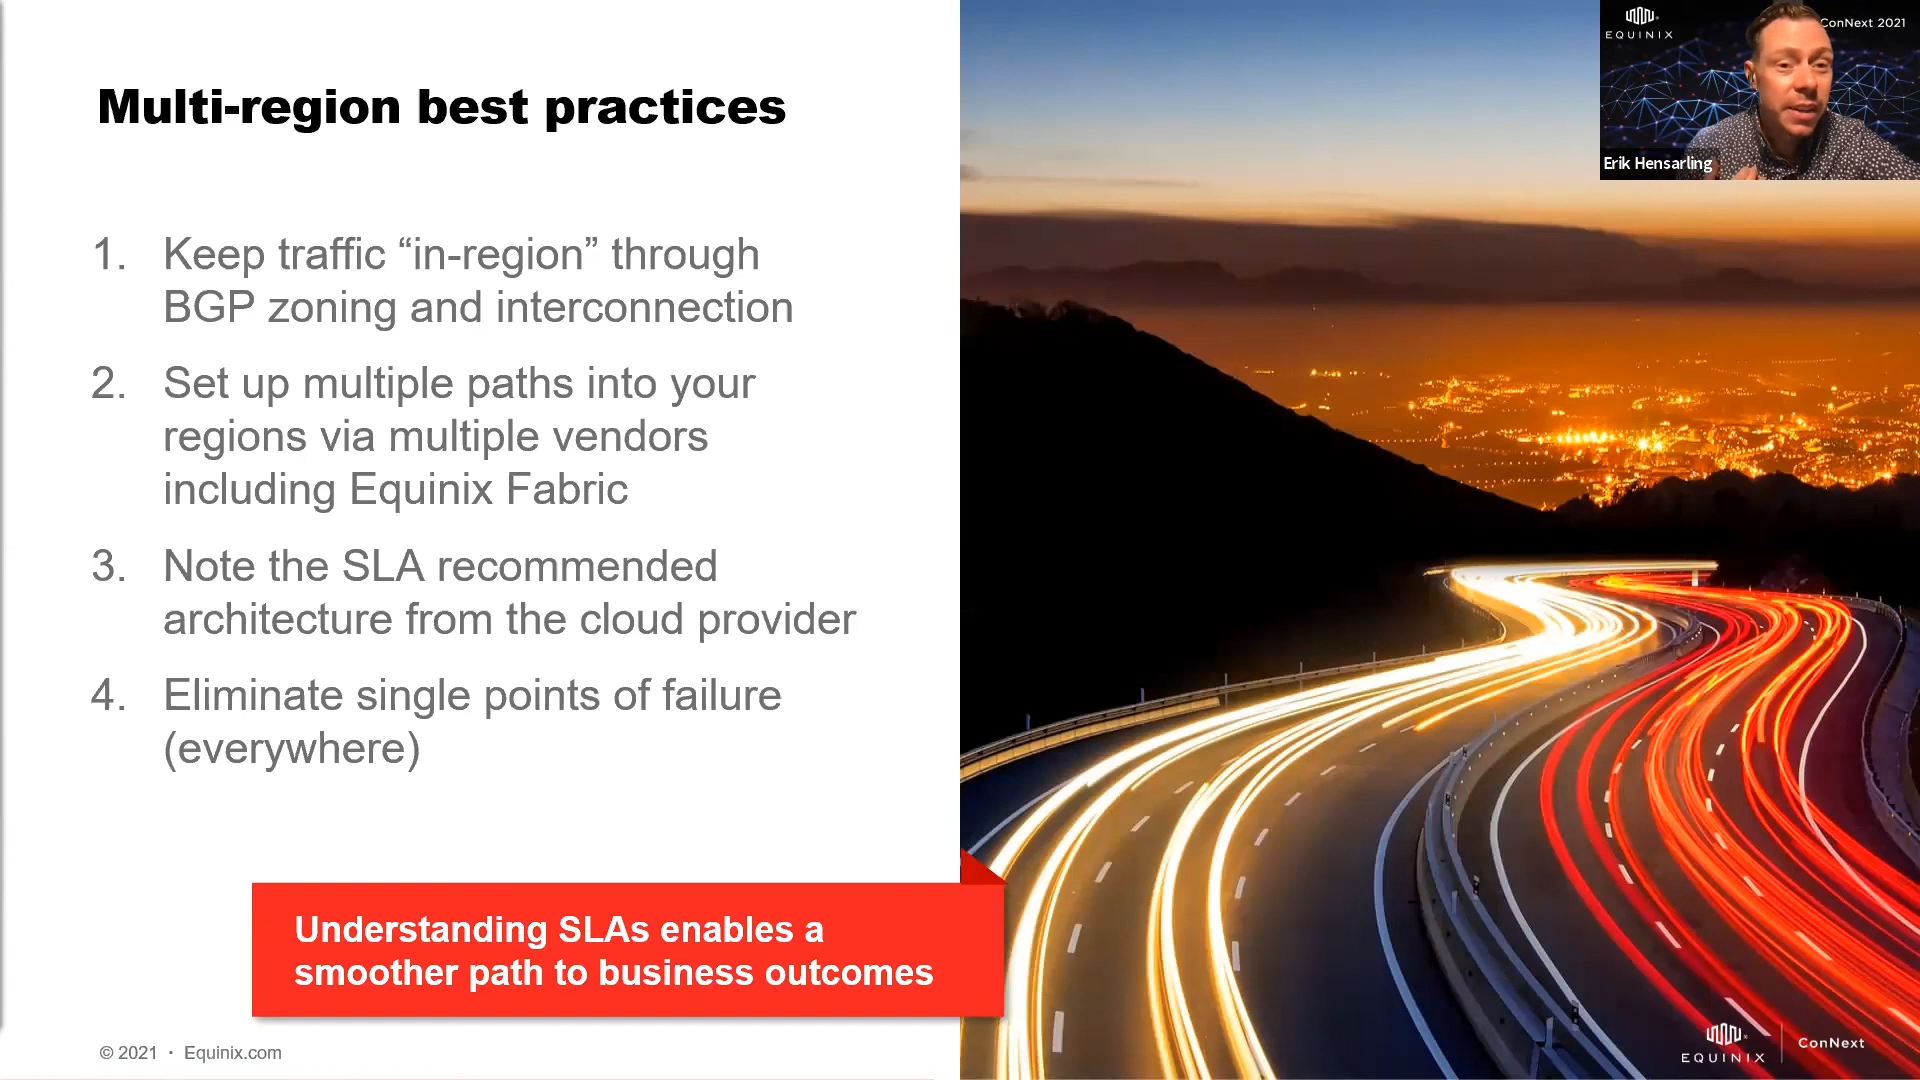 Multi-region best practices
1. Keep traffic “in-region” through
BGP zoning and interconnection
2. Set up multiple paths into your
regions via multiple vendors
including Equinix Fabric
3. Note the SLA recommended
architecture from the cloud provider
4. Eliminate single points of failure
(everywhere)
Understanding SLAs enables a
smoother path to business outcomes
© 2021 · Equinix.com
EQUINIX
ConNext 2021
Erik Hensarling
EQUINIX | ConNext